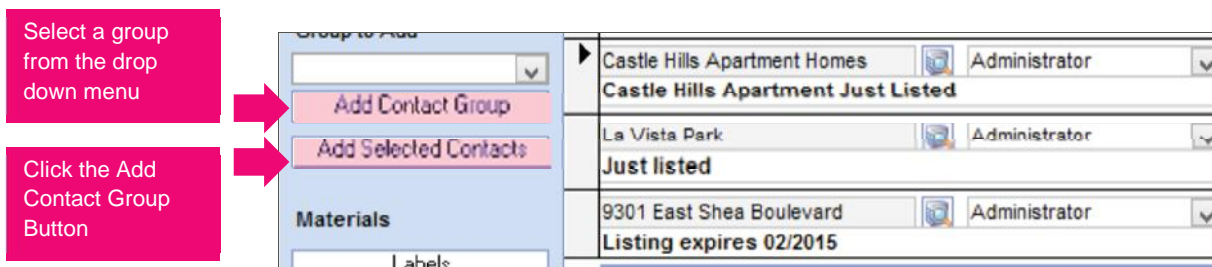 Select a group
from the drop
down menu
Click the Add
Contact Group
Button
Group to Add
Add Contact Group
Add Selected Contacts
Materials
Labels
Castle Hills Apartment Homes Administrator
Castle Hills Apartment Just Listed
La Vista Park Administrator
Just listed
9301 East Shea Boulevard Administrator
Listing expires 02/2015